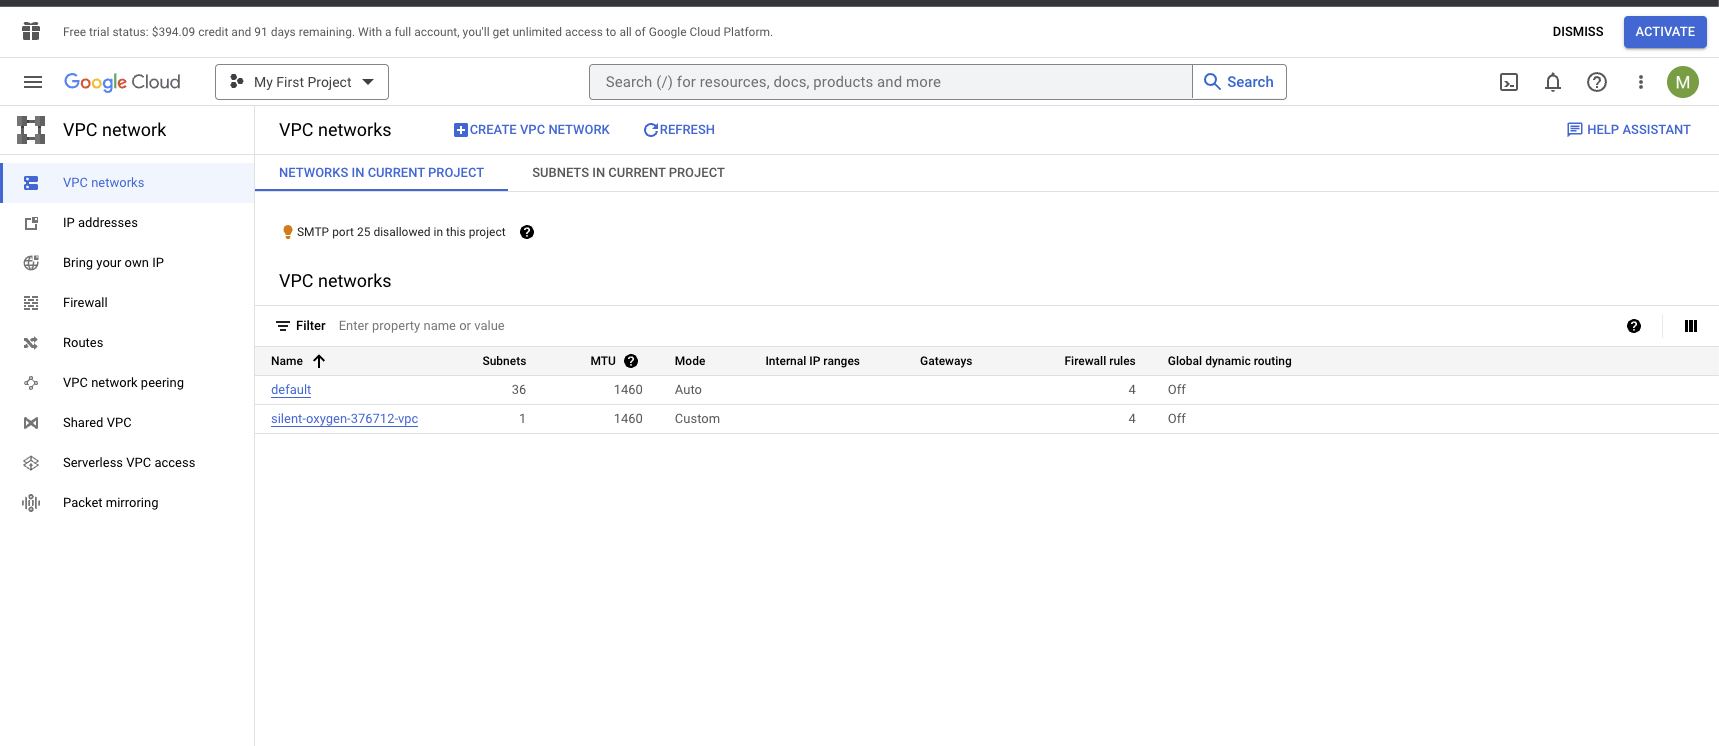 Free trial status: $394.09 credit and 91 days remaining. With a full account, you'll get unlimited access to all of Google Cloud Platform.
DISMISS
ACTIVATE
Google Cloud
My First Project
Search (/) for resources, docs, products and more
Search
M
VPC network
VPC networks
CREATE VPC NETWORK
REFRESH
HELP ASSISTANT
VPC networks
IP addresses
Bring your own IP
Firewall
Routes
VPC network peering
Shared VPC
Serverless VPC access
Packet mirroring
NETWORKS IN CURRENT PROJECT
SUBNETS IN CURRENT PROJECT
SMTP port 25 disallowed in this project
VPC networks
Filter Enter property name or value
Name Subnets MTU Mode Internal IP ranges Gateways Firewall rules Global dynamic routing
default 36 1460 Auto 4 Off
silent-oxygen-376712-vpc 1 1460 Custom 4 Off